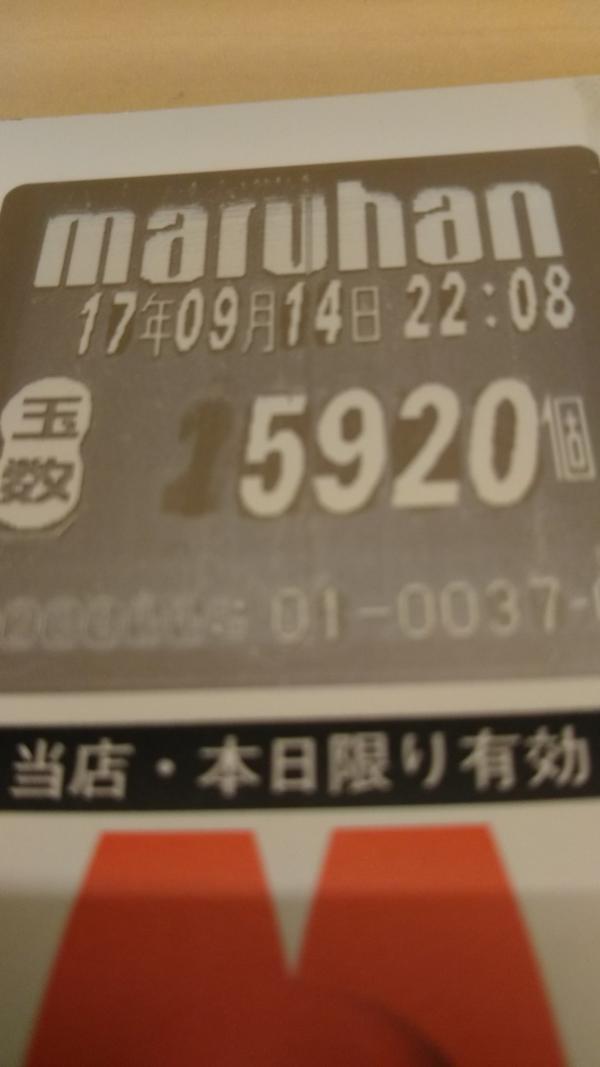 maruhan
17年09月14日 22:08
玉数 5920個
01-0037-
当店・本日限り有効